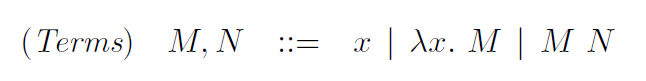 (Terms) M, N ::= x | λx. M | M N